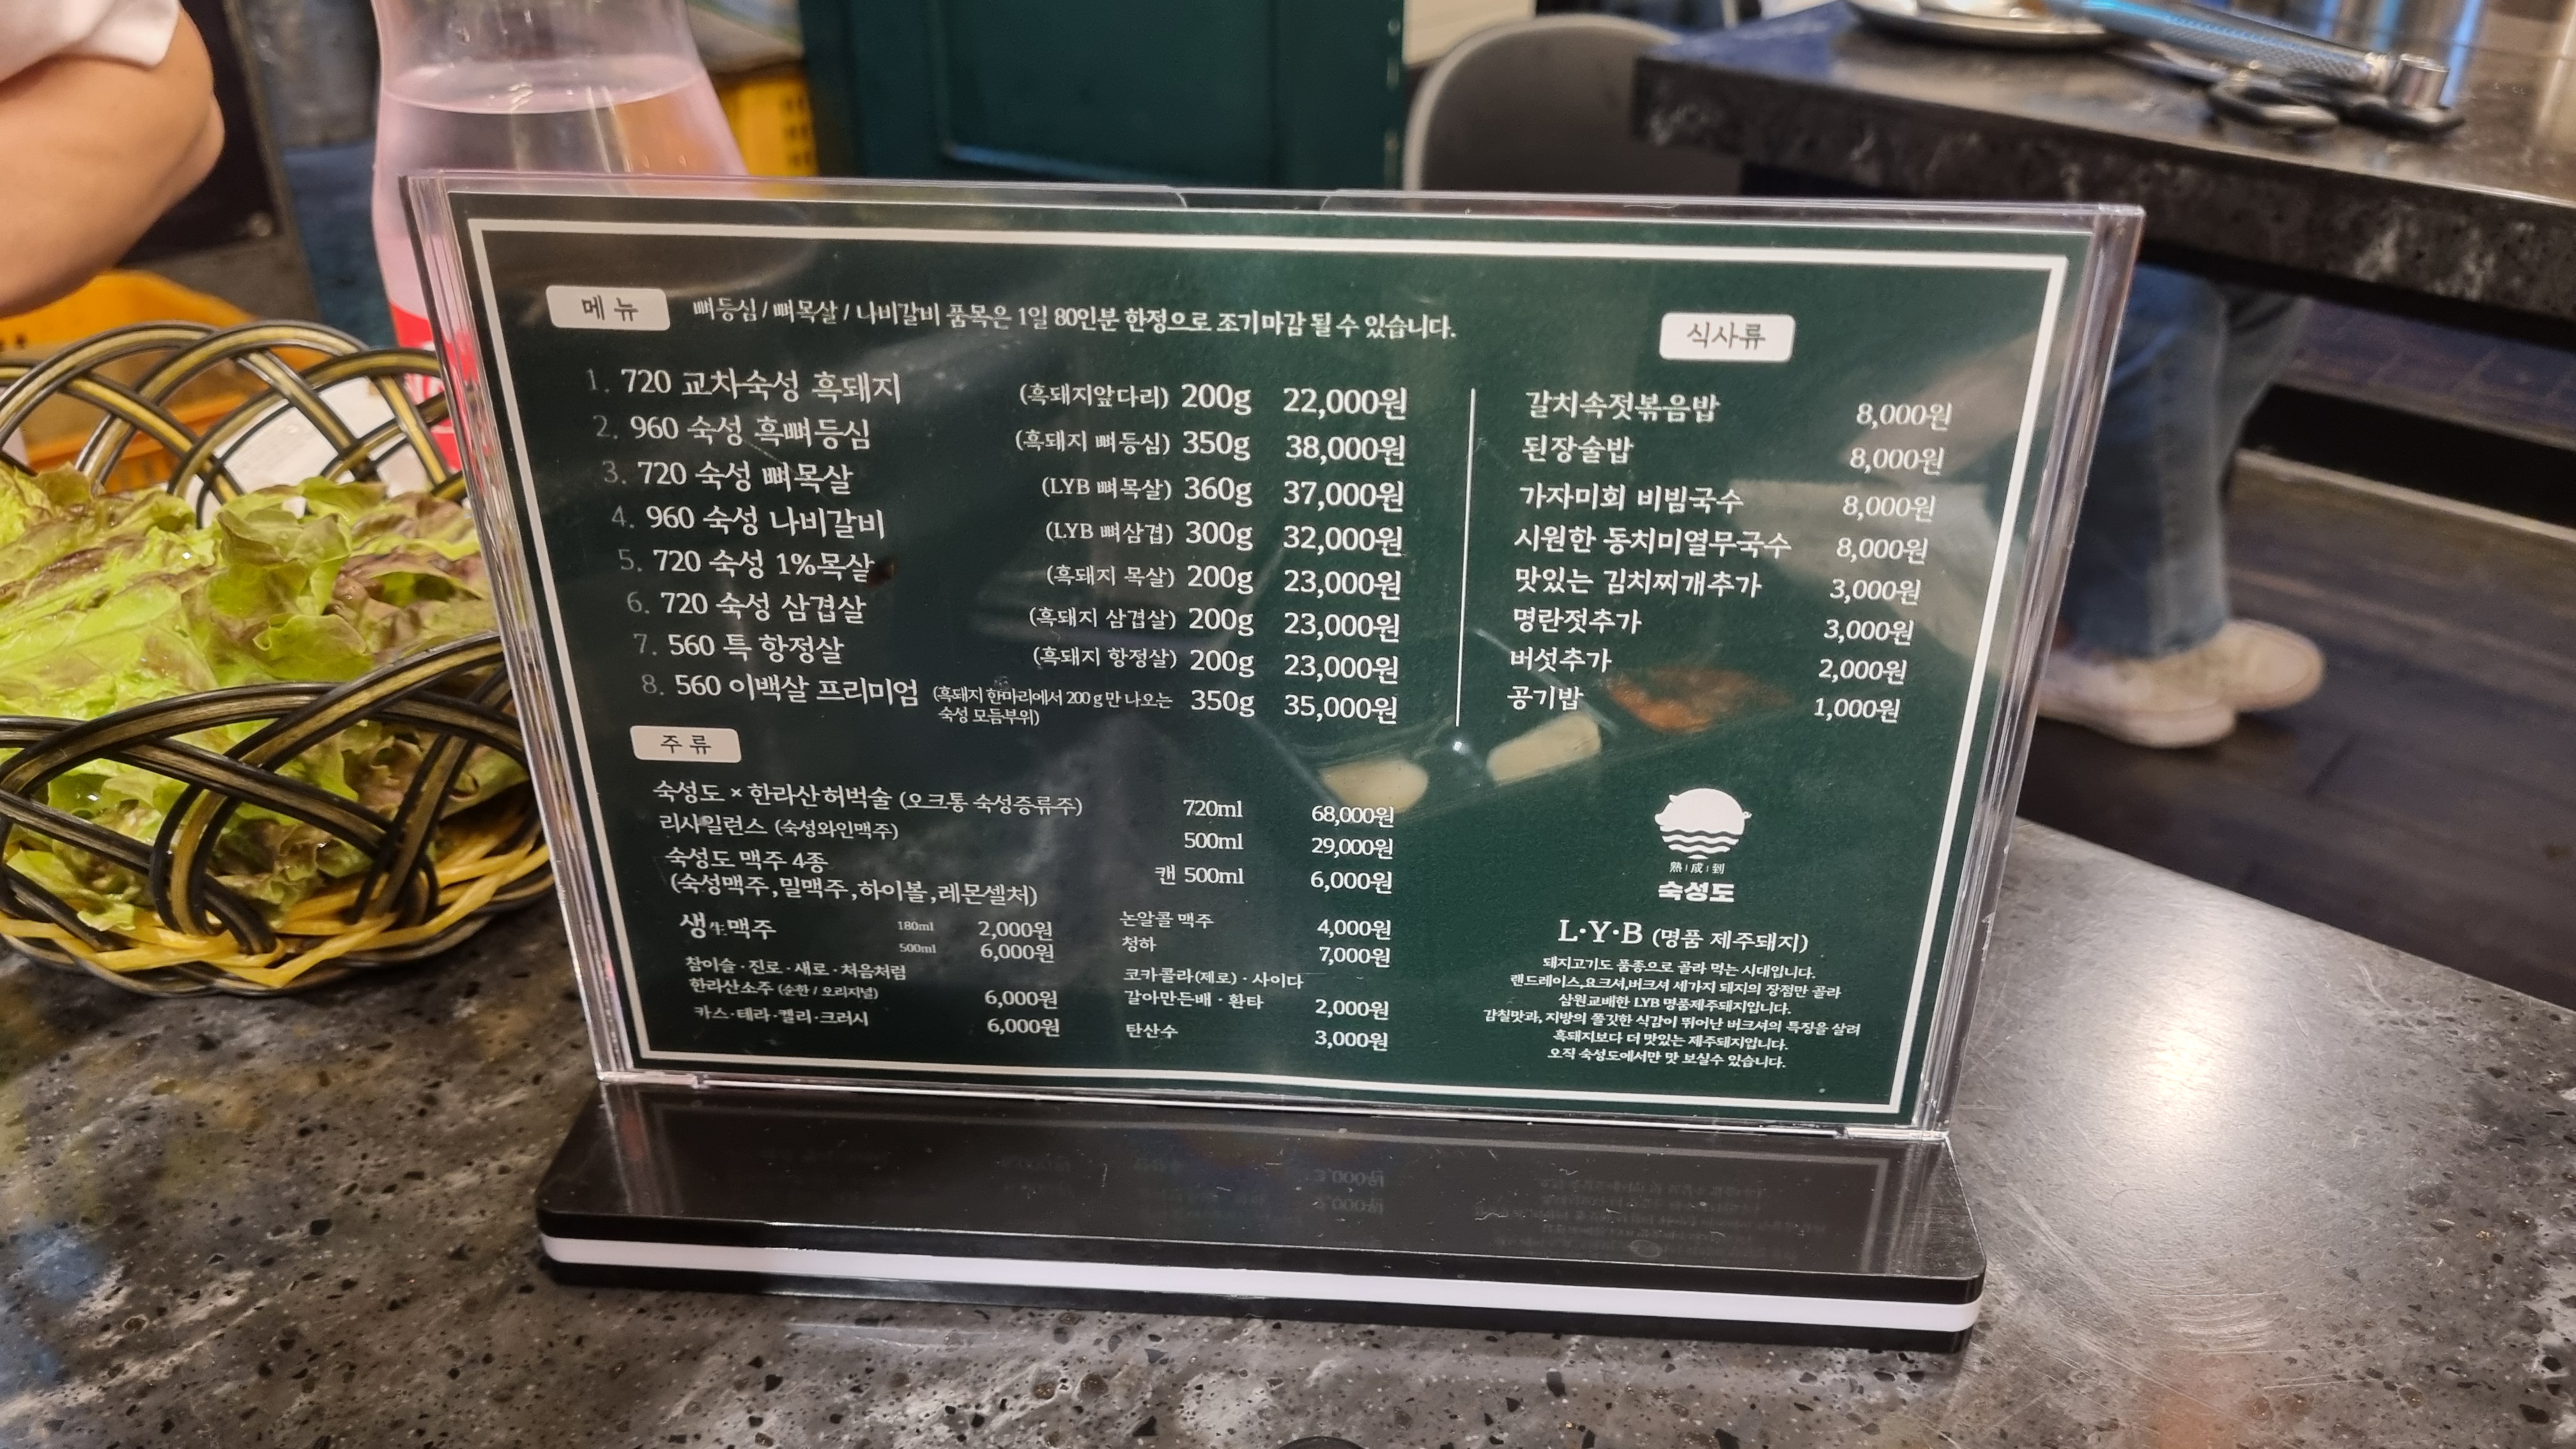 메뉴
뼈등심 / 뼈목살 / 나비갈비 품목은 1일 80인분 한정으로 조기마감 될 수 있습니다.
1. 720 교차숙성 흑돼지 (흑돼지앞다리) 200g 22,000원
2. 960 숙성 흑뼈등심 (흑돼지 뼈등심) 350g 38,000원
3. 720 숙성 뼈목살 (LYB 뼈목살) 360g 37,000원
4. 960 숙성 나비갈비 (LYB 뼈삼겹) 300g 32,000원
5. 720 숙성 1%목살 (흑돼지 목살) 200g 23,000원
6. 720 숙성 삼겹살 (흑돼지 삼겹살) 200g 23,000원
7. 560 특 항정살 (흑돼지 항정살) 200g 23,000원
8. 560 이백살 프리미엄 (흑돼지 한마리에서 200g만 나오는 350g 35,000원
숙성 모듬부위)
식사류
갈치속젓볶음밥 8,000원
된장술밥 8,000원
가자미회 비빔국수 8,000원
시원한 동치미열무국수 8,000원
맛있는 김치찌개추가 3,000원
명란젓추가 3,000원
버섯추가 2,000원
공기밥 1,000원
주류
숙성도 × 한라산허벅술 (오크통 숙성증류주) 720ml 68,000원
리사일런스 (숙성와인맥주) 500ml 29,000원
숙성도 맥주 4종 캔 500ml 6,000원
(숙성맥주,밀맥주,하이볼,레몬셀처)
생生맥주 180ml 2,000원
500ml 6,000원
참이슬·진로·새로·처음처럼
한라산소주 (순한 / 오리지널) 6,000원
카스·테라·켈리·크러시 6,000원
논알콜 맥주 4,000원
청하 7,000원
코카콜라(제로)·사이다
갈아만든배·환타 2,000원
탄산수 3,000원
熟|成|到
숙성도
L·Y·B (명품 제주돼지)
돼지고기도 품종으로 골라 먹는 시대입니다.
랜드레이스,요크셔,버크셔 세가지 돼지의 장점만 골라
삼원교배한 LYB 명품제주돼지입니다.
감칠맛과, 지방의 쫄깃한 식감이 뛰어난 버크셔의 특징을 살려
흑돼지보다 더 맛있는 제주돼지입니다.
오직 숙성도에서만 맛 보실수 있습니다.